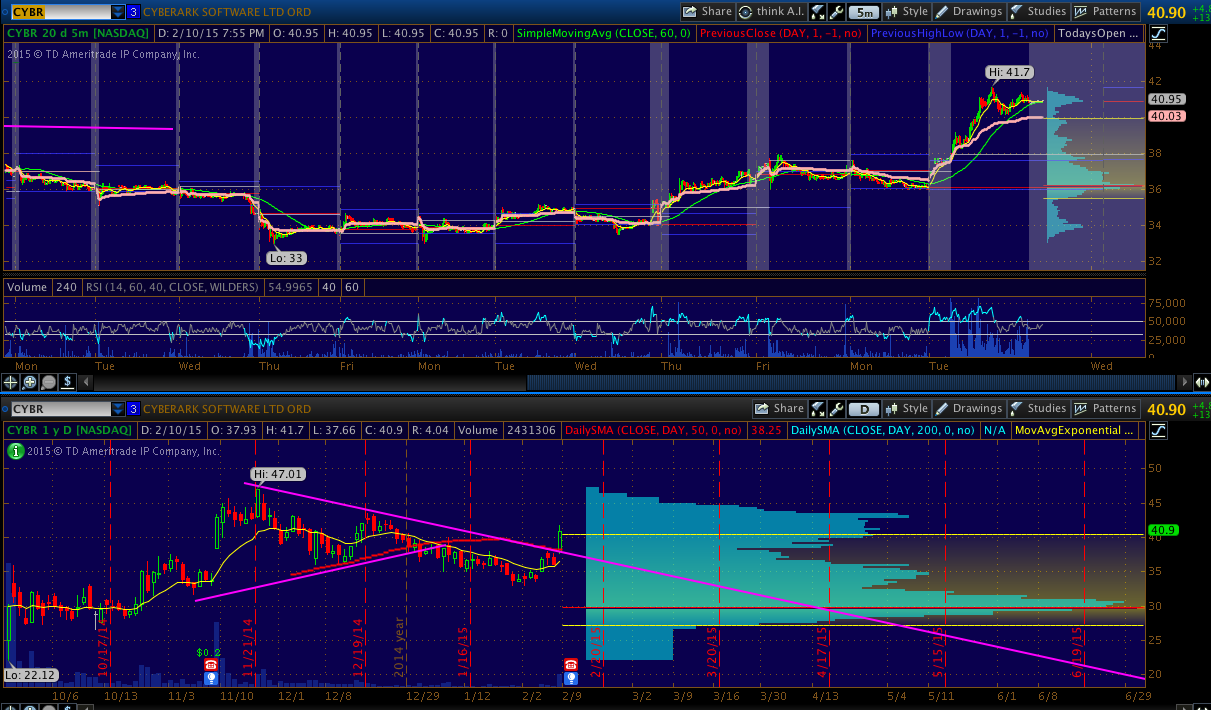 CYBR 3 CYBERARK SOFTWARE LTD ORD Share think A.I. 5m Style Drawings Studies Patterns 40.90
CYBR 20 d 5m [NASDAQ] D: 2/10/15 7:55 PM O: 40.95 H: 40.95 L: 40.95 C: 40.95 R: 0 SimpleMovingAvg (CLOSE, 60, 0) PreviousClose (DAY, 1, -1, no) PreviousHighLow (DAY, 1, -1, no) TodaysOpen ...
2015 © TD Ameritrade IP Company, Inc.
44
Hi: 41.7
42
40.95
40.03
38
36
34
Lo: 33
32
Volume 240 RSI (14, 60, 40, CLOSE, WILDERS) 54.9965 40 60
75,000
50,000
25,000
0
Mon Tue Wed Thu Fri Mon Tue Wed Thu Fri Mon Tue Wed
$
CYBR 3 CYBERARK SOFTWARE LTD ORD Share D Style Drawings Studies Patterns 40.90
CYBR 1 y D [NASDAQ] D: 2/10/15 O: 37.93 H: 41.7 L: 37.66 C: 40.9 R: 4.04 Volume 2431306 DailySMA (CLOSE, DAY, 50, 0, no) 38.25 DailySMA (CLOSE, DAY, 200, 0, no) N/A MovAvgExponential ...
i 2015 © TD Ameritrade IP Company, Inc.
Hi: 47.01
50
45
40.9
40
35
30
25
20
$0.2
Lo: 22.12
10/17/14
11/21/14
12/19/14
2014 year
1/16/15
2/20/15
3/20/15
4/17/15
5/15/15
6/19/15
10/6 10/13 11/3 11/10 12/1 12/8 12/29 1/12 2/2 2/9 3/2 3/9 3/16 4/13 5/4 5/11 6/1 6/8 6/29